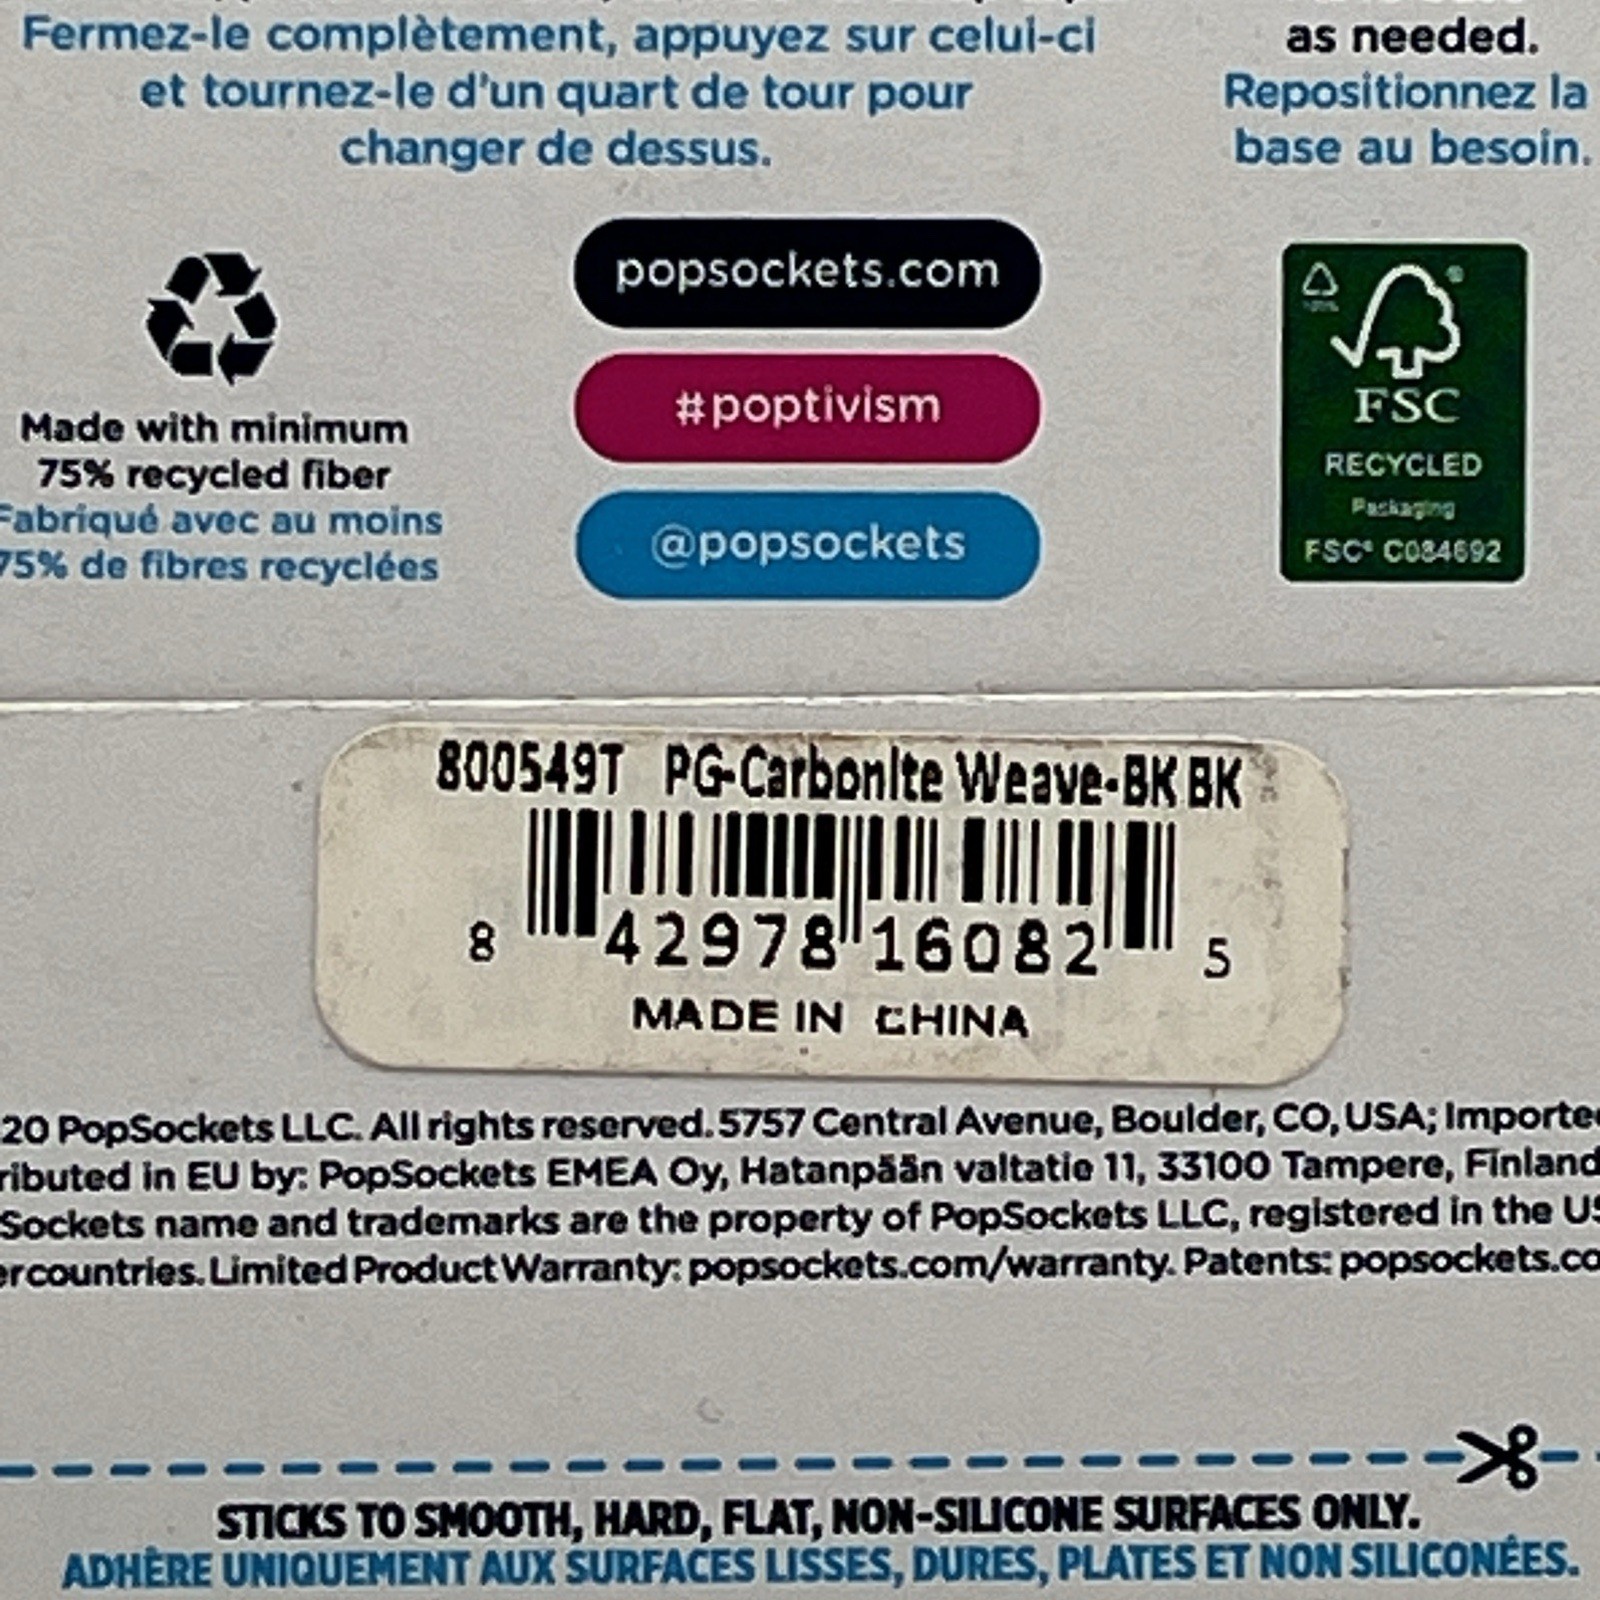 Fermez-le complètement, appuyez sur celui-ci
et tournez-le d'un quart de tour pour
changer de dessus.
as needed.
Repositionnez la
base au besoin.
Made with minimum
75% recycled fiber
Fabriqué avec au moins
75% de fibres recyclées
popsockets.com
#poptivism
@popsockets
FSC
RECYCLED
Packaging
FSC® C084692
800549T PG-Carbonite Weave-BK BK
8 42978 16082 5
MADE IN CHINA
20 PopSockets LLC. All rights reserved. 5757 Central Avenue, Boulder, CO, USA; Imported
ributed in EU by: PopSockets EMEA Oy, Hatanpään valtatie 11, 33100 Tampere, Finland
Sockets name and trademarks are the property of PopSockets LLC, registered in the US
er countries. Limited Product Warranty: popsockets.com/warranty. Patents: popsockets.co
STICKS TO SMOOTH, HARD, FLAT, NON-SILICONE SURFACES ONLY.
ADHÈRE UNIQUEMENT AUX SURFACES LISSES, DURES, PLATES ET NON SILICONÉES.